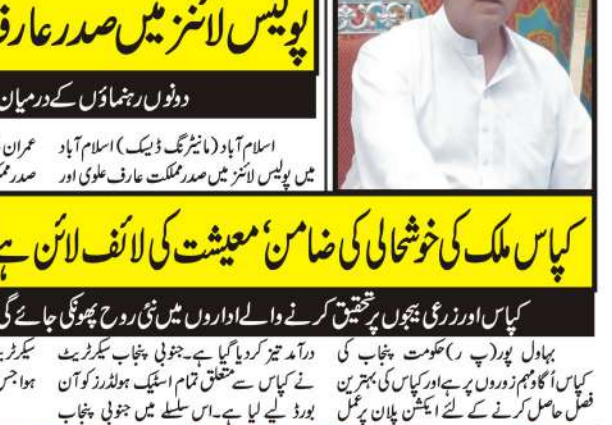 پولیس لائنز میں صدر عارف
دونوں رہنماؤں کے درمیان
اسلام آباد (مانیٹرنگ ڈیسک) اسلام آباد
میں پولیس لائنز میں صدر مملکت عارف علوی اور
عمران
صدر
کپاس ملک کی خوشحالی کی ضامن، معیشت کی لائف لائن ہے
کپاس اور زرعی بیجوں پر تحقیق کرنے والے اداروں میں نئی روح پھونکی جائے گی
بہاول پور (پ ر) حکومت پنجاب کی
کپاس اُگاؤ مہم زوروں پر ہے اور کپاس کی بہترین
فصل حاصل کرنے کے لئے ایکشن پلان پر عمل
درآمد تیز کر دیا گیا ہے۔ جنوبی پنجاب سیکرٹریٹ
نے کپاس سے متعلق تمام اسٹیک ہولڈرز کو آن
بورڈ لے لیا ہے۔ اس سلسلے میں جنوبی پنجاب
ہوا جس